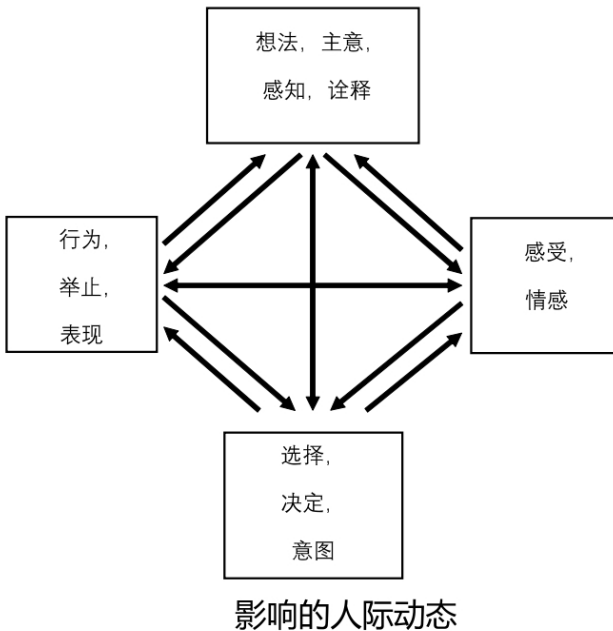 想法，主意，
感知，诠释
行为，
举止，
表现
感受，
情感
选择，
决定，
意图
影响的人际动态